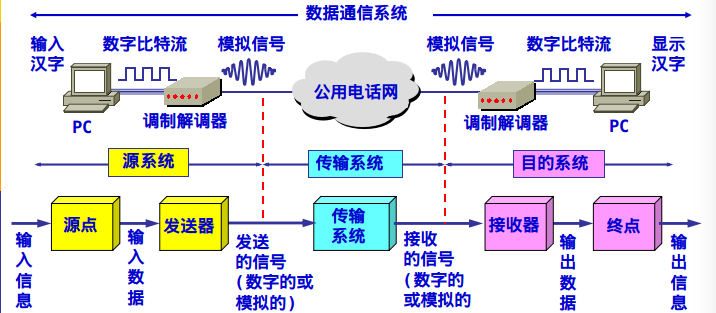 数据通信系统
输入
汉字
数字比特流
模拟信号
模拟信号
数字比特流
显示
汉字
公用电话网
PC
调制解调器
调制解调器
PC
源系统
传输系统
目的系统
源点
发送器
传输
系统
接收器
终点
输入信息
输入数据
发送
的信号
(数字的或
模拟的)
接收
的信号
(数字的
或模拟的
输出数据
输出信息